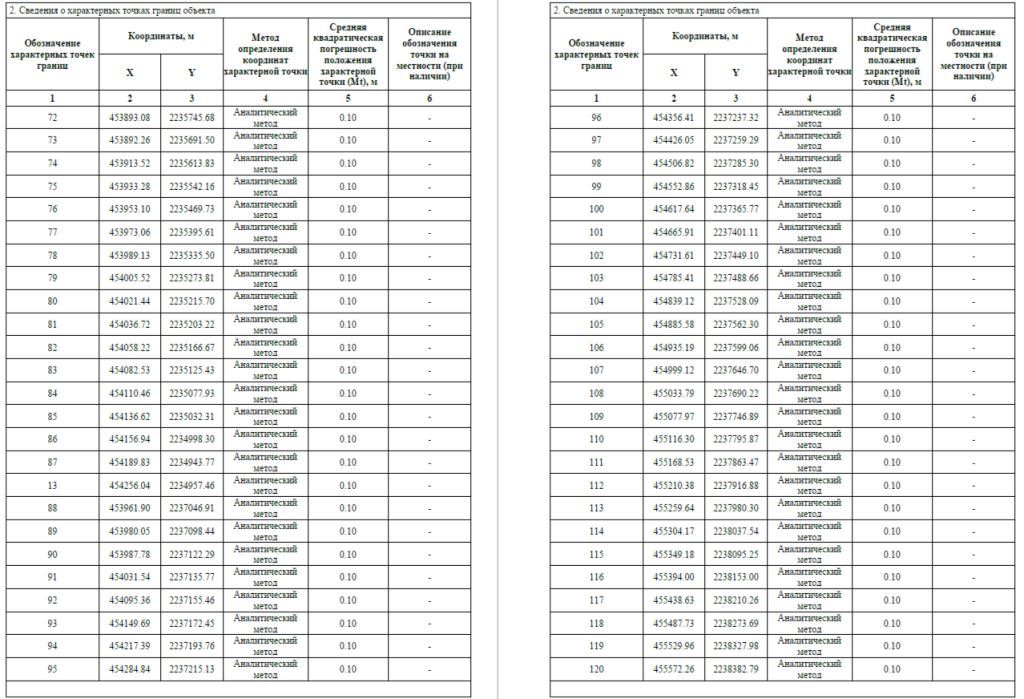 2. Сведения о характерных точках границ объекта
Обозначение характерных точек границ | Координаты, м | Метод определения координат характерной точки | Средняя квадратическая погрешность положения характерной точки (Mt), м | Описание обозначения точки на местности (при наличии)
X | Y
1 | 2 | 3 | 4 | 5 | 6
72 | 453893.08 | 2235745.68 | Аналитический метод | 0.10 | -
73 | 453892.26 | 2235691.50 | Аналитический метод | 0.10 | -
74 | 453913.52 | 2235613.83 | Аналитический метод | 0.10 | -
75 | 453933.28 | 2235542.16 | Аналитический метод | 0.10 | -
76 | 453953.10 | 2235469.73 | Аналитический метод | 0.10 | -
77 | 453973.06 | 2235395.61 | Аналитический метод | 0.10 | -
78 | 453989.13 | 2235335.50 | Аналитический метод | 0.10 | -
79 | 454005.52 | 2235273.81 | Аналитический метод | 0.10 | -
80 | 454021.44 | 2235215.70 | Аналитический метод | 0.10 | -
81 | 454036.72 | 2235203.22 | Аналитический метод | 0.10 | -
82 | 454058.22 | 2235166.67 | Аналитический метод | 0.10 | -
83 | 454082.53 | 2235125.43 | Аналитический метод | 0.10 | -
84 | 454110.46 | 2235077.93 | Аналитический метод | 0.10 | -
85 | 454136.62 | 2235032.31 | Аналитический метод | 0.10 | -
86 | 454156.94 | 2234998.30 | Аналитический метод | 0.10 | -
87 | 454189.83 | 2234943.77 | Аналитический метод | 0.10 | -
13 | 454256.04 | 2234957.46 | Аналитический метод | 0.10 | -
88 | 453961.90 | 2237046.91 | Аналитический метод | 0.10 | -
89 | 453980.05 | 2237098.44 | Аналитический метод | 0.10 | -
90 | 453987.78 | 2237122.29 | Аналитический метод | 0.10 | -
91 | 454031.54 | 2237135.77 | Аналитический метод | 0.10 | -
92 | 454095.36 | 2237155.46 | Аналитический метод | 0.10 | -
93 | 454149.69 | 2237172.45 | Аналитический метод | 0.10 | -
94 | 454217.39 | 2237193.76 | Аналитический метод | 0.10 | -
95 | 454284.84 | 2237215.13 | Аналитический метод | 0.10 | -
2. Сведения о характерных точках границ объекта
Обозначение характерных точек границ | Координаты, м | Метод определения координат характерной точки | Средняя квадратическая погрешность положения характерной точки (Mt), м | Описание обозначения точки на местности (при наличии)
X | Y
1 | 2 | 3 | 4 | 5 | 6
96 | 454356.41 | 2237237.32 | Аналитический метод | 0.10 | -
97 | 454426.05 | 2237259.29 | Аналитический метод | 0.10 | -
98 | 454506.82 | 2237285.30 | Аналитический метод | 0.10 | -
99 | 454552.86 | 2237318.45 | Аналитический метод | 0.10 | -
100 | 454617.64 | 2237365.77 | Аналитический метод | 0.10 | -
101 | 454665.91 | 2237401.11 | Аналитический метод | 0.10 | -
102 | 454731.61 | 2237449.10 | Аналитический метод | 0.10 | -
103 | 454785.41 | 2237488.66 | Аналитический метод | 0.10 | -
104 | 454839.12 | 2237528.09 | Аналитический метод | 0.10 | -
105 | 454885.58 | 2237562.30 | Аналитический метод | 0.10 | -
106 | 454935.19 | 2237599.06 | Аналитический метод | 0.10 | -
107 | 454999.12 | 2237646.70 | Аналитический метод | 0.10 | -
108 | 455033.79 | 2237690.22 | Аналитический метод | 0.10 | -
109 | 455077.97 | 2237746.89 | Аналитический метод | 0.10 | -
110 | 455116.30 | 2237795.87 | Аналитический метод | 0.10 | -
111 | 455168.53 | 2237863.47 | Аналитический метод | 0.10 | -
112 | 455210.38 | 2237916.88 | Аналитический метод | 0.10 | -
113 | 455259.64 | 2237980.30 | Аналитический метод | 0.10 | -
114 | 455304.17 | 2238037.54 | Аналитический метод | 0.10 | -
115 | 455349.18 | 2238095.25 | Аналитический метод | 0.10 | -
116 | 455394.00 | 2238153.00 | Аналитический метод | 0.10 | -
117 | 455438.63 | 2238210.26 | Аналитический метод | 0.10 | -
118 | 455487.73 | 2238273.69 | Аналитический метод | 0.10 | -
119 | 455529.96 | 2238327.98 | Аналитический метод | 0.10 | -
120 | 455572.26 | 2238382.79 | Аналитический метод | 0.10 | -